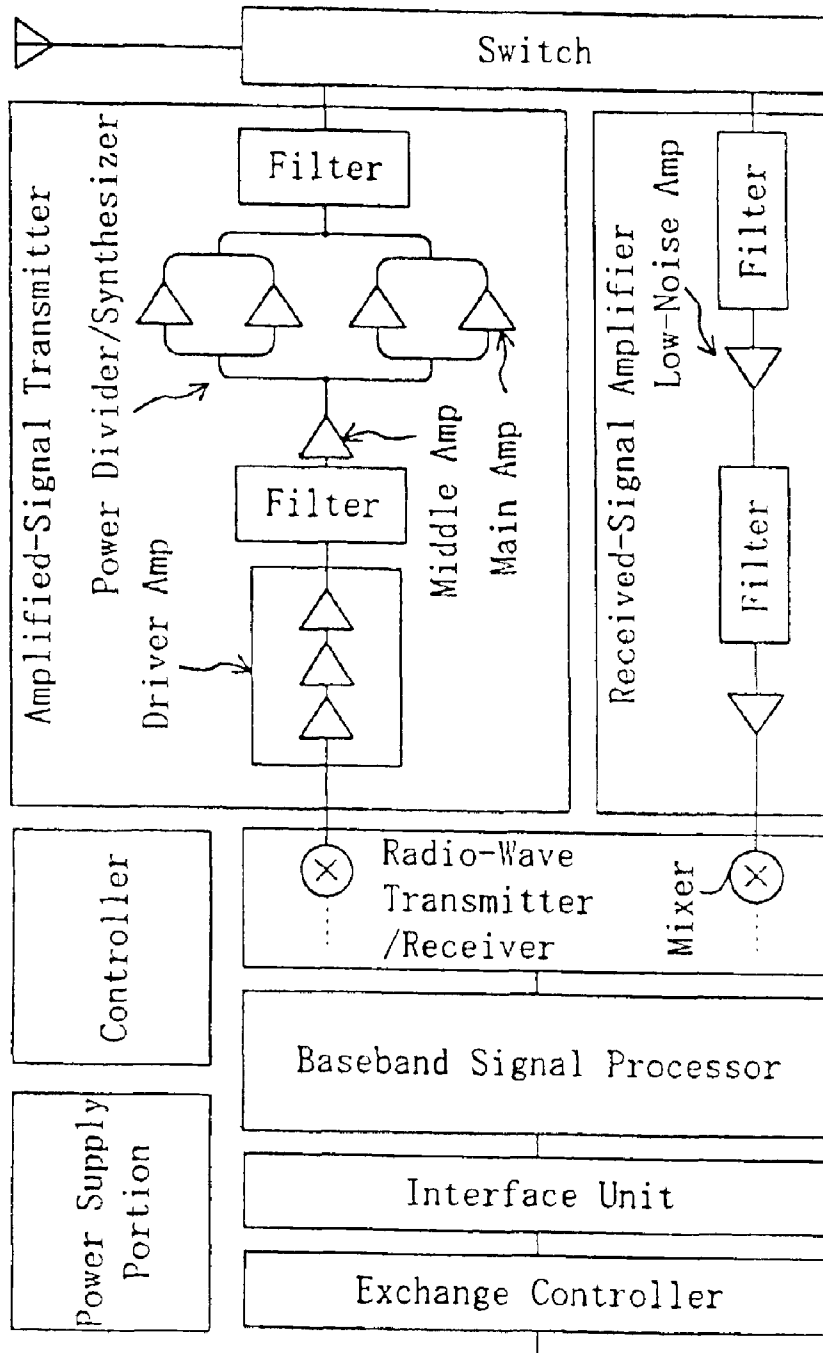 Switch
Amplified-Signal Transmitter
Power Divider/Synthesizer
Filter
Driver Amp
Filter
Middle Amp
Main Amp
Received-Signal Amplifier
Low-Noise Amp
Filter
Filter
Controller
Radio-Wave
Transmitter
/Receiver
Mixer
Baseband Signal Processor
Power Supply
Portion
Interface Unit
Exchange Controller